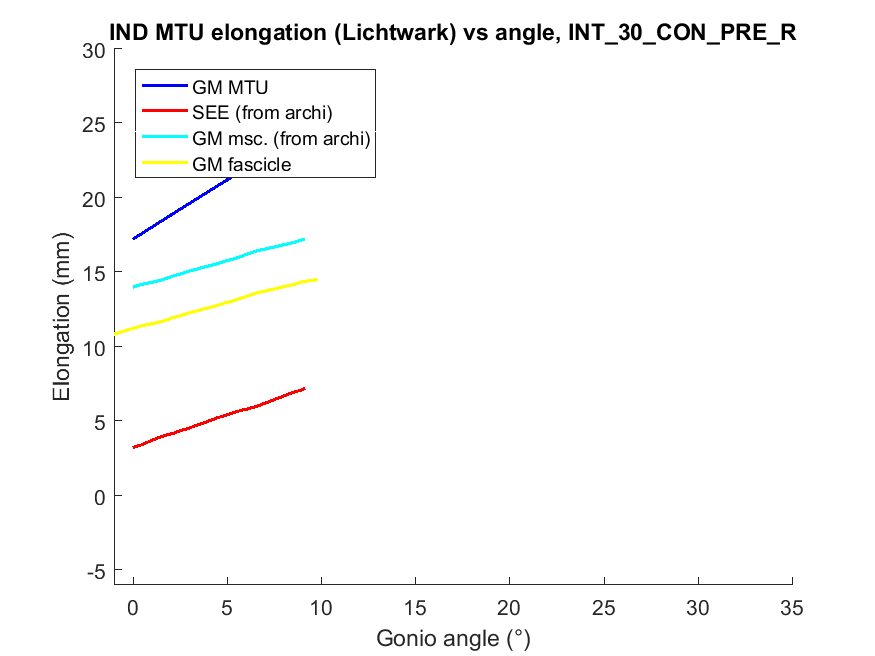 IND MTU elongation (Lichtwark) vs angle, INT_30_CON_PRE_R
30
25
20
15
10
5
0
-5
Elongation (mm)
GM MTU
SEE (from archi)
GM msc. (from archi)
GM fascicle
0 5 10 15 20 25 30 35
Gonio angle (°)